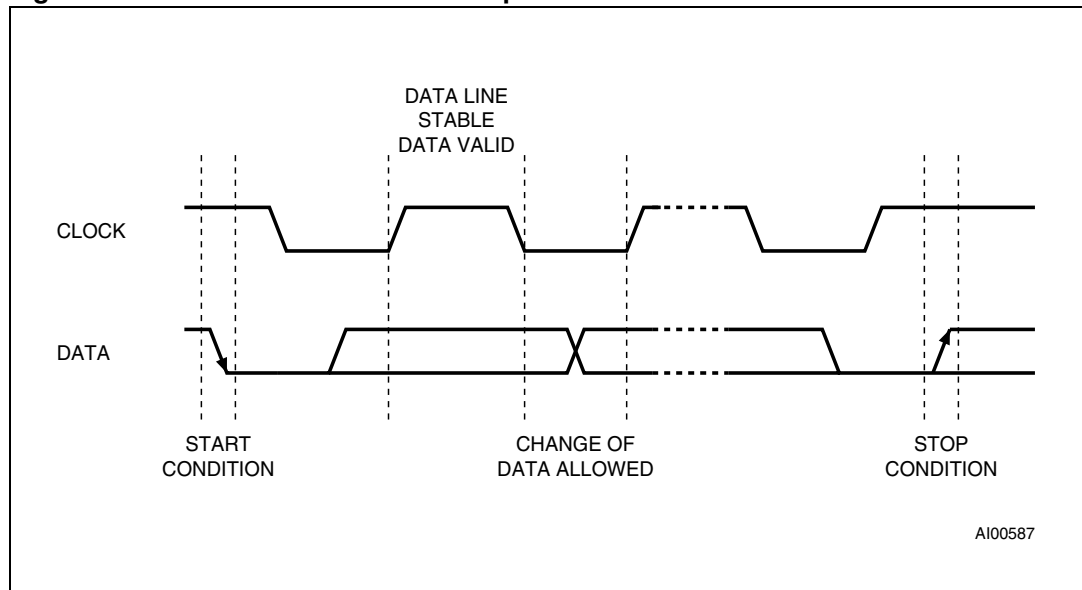 DATA LINE
STABLE
DATA VALID
CLOCK
DATA
START
CONDITION
CHANGE OF
DATA ALLOWED
STOP
CONDITION
AI00587